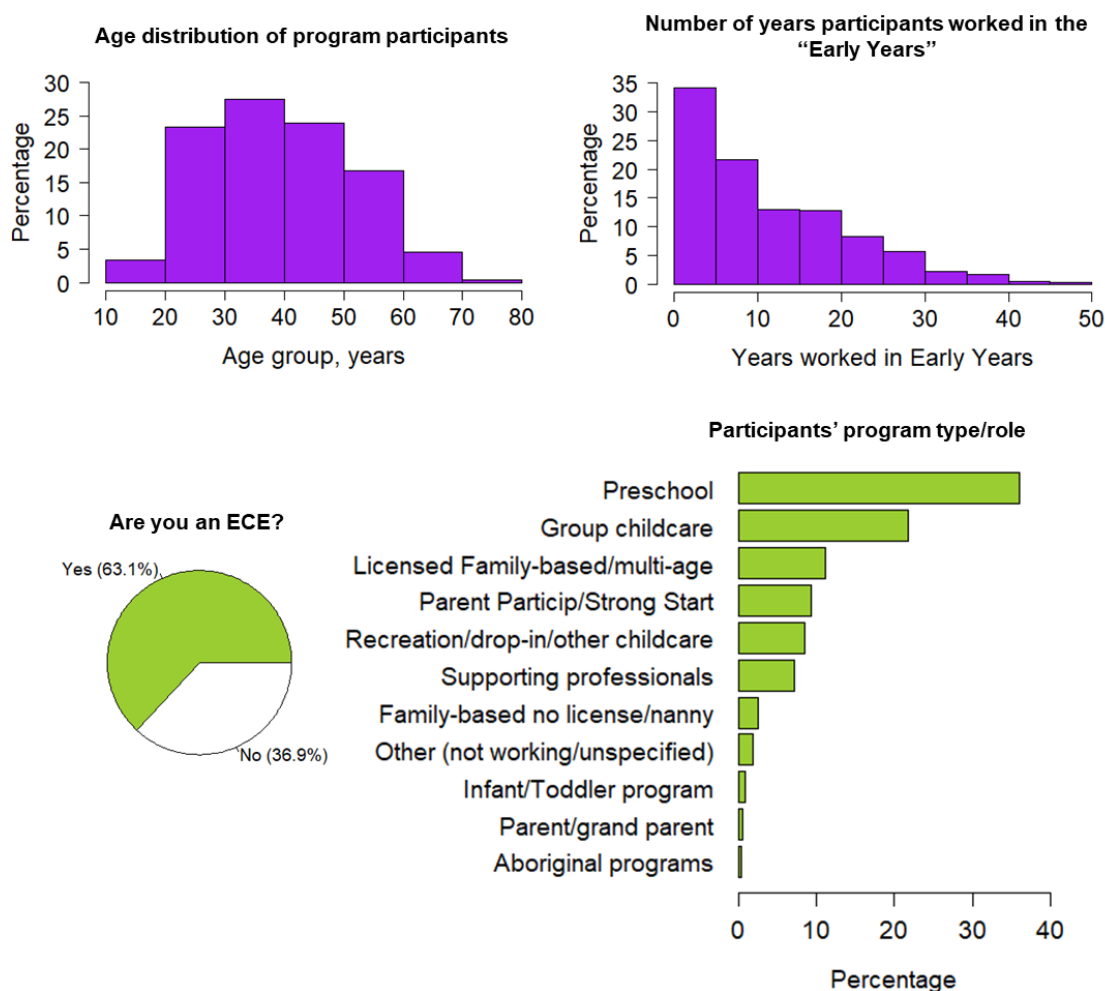 Age distribution of program participants
30
25
20
15
10
5
0
Percentage
10 20 30 40 50 60 70 80
Age group, years
Number of years participants worked in the
“Early Years”
35
30
25
20
15
10
5
0
Percentage
0 10 20 30 40 50
Years worked in Early Years
Are you an ECE?
Yes (63.1%)
No (36.9%)
Participants’ program type/role
Preschool
Group childcare
Licensed Family-based/multi-age
Parent Particip/Strong Start
Recreation/drop-in/other childcare
Supporting professionals
Family-based no license/nanny
Other (not working/unspecified)
Infant/Toddler program
Parent/grand parent
Aboriginal programs
0 10 20 30 40
Percentage